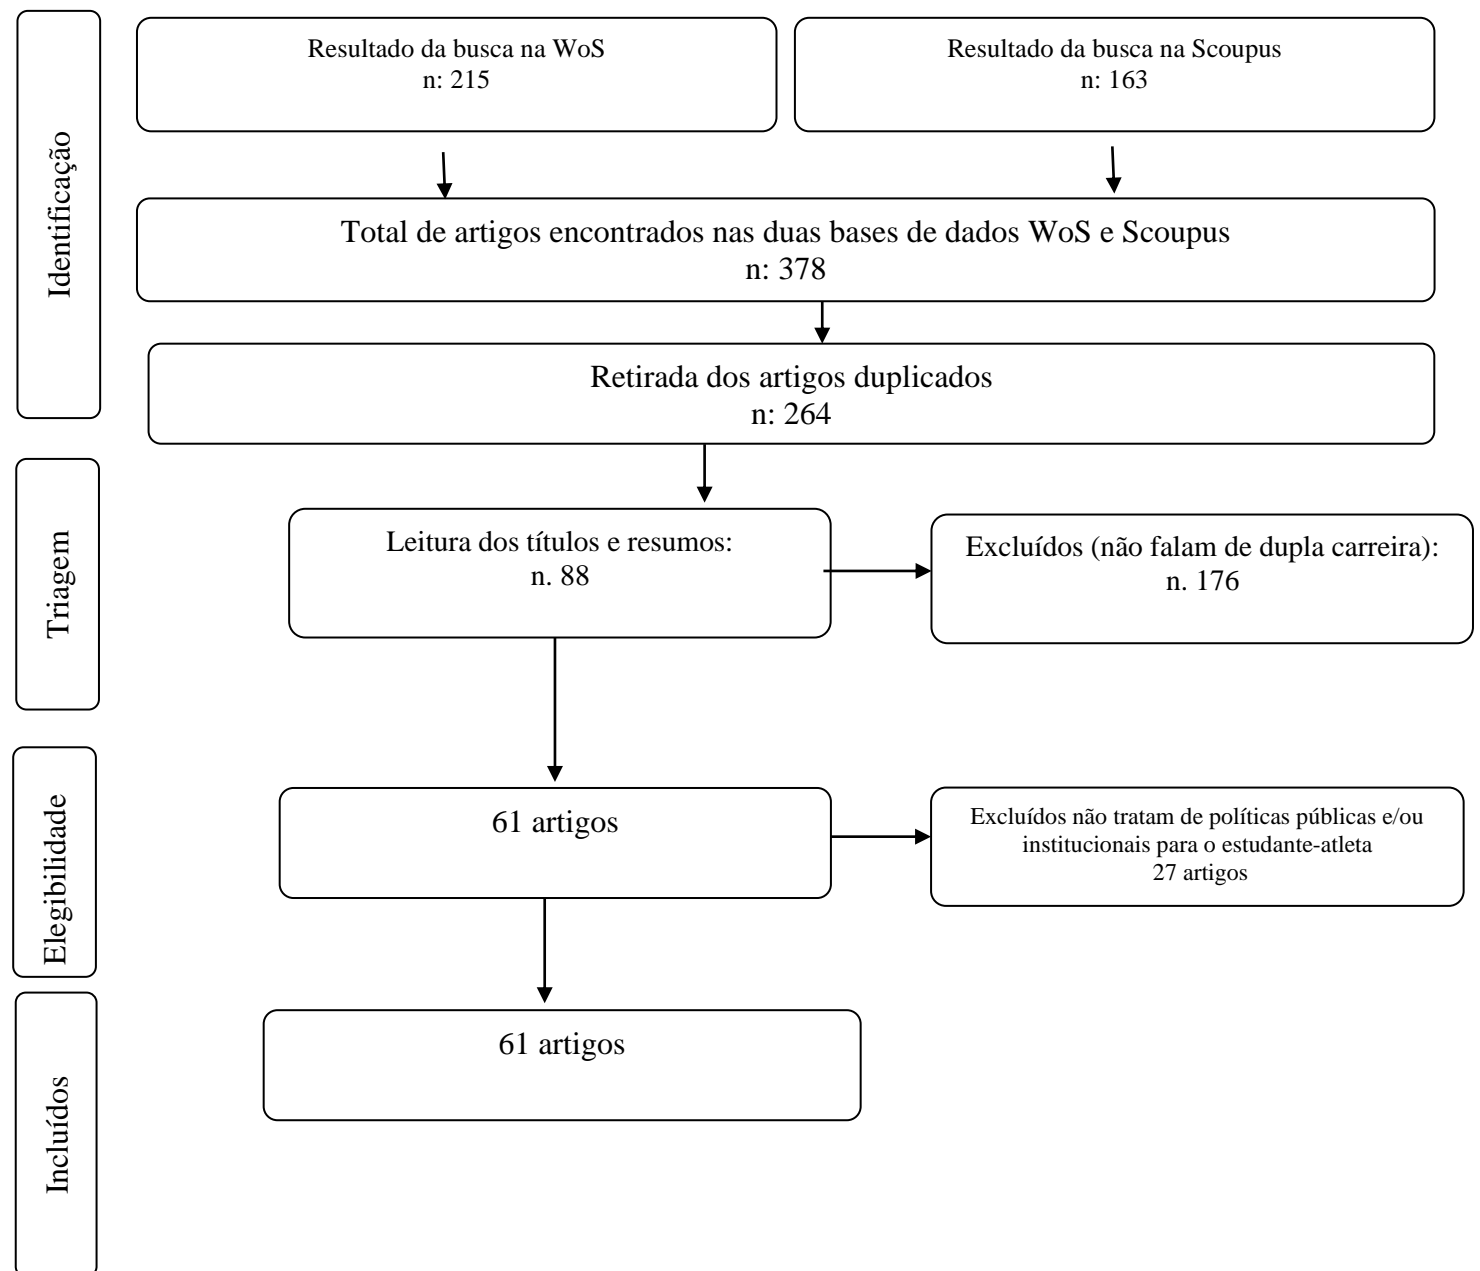 Identificação
Resultado da busca na WoS
n: 215
Resultado da busca na Scoupus
n: 163
Total de artigos encontrados nas duas bases de dados WoS e Scoupus
n: 378
Retirada dos artigos duplicados
n: 264
Triagem
Leitura dos títulos e resumos:
n. 88
Excluídos (não falam de dupla carreira):
n. 176
Elegibilidade
61 artigos
Excluídos não tratam de políticas públicas e/ou
institucionais para o estudante-atleta
27 artigos
Incluídos
61 artigos